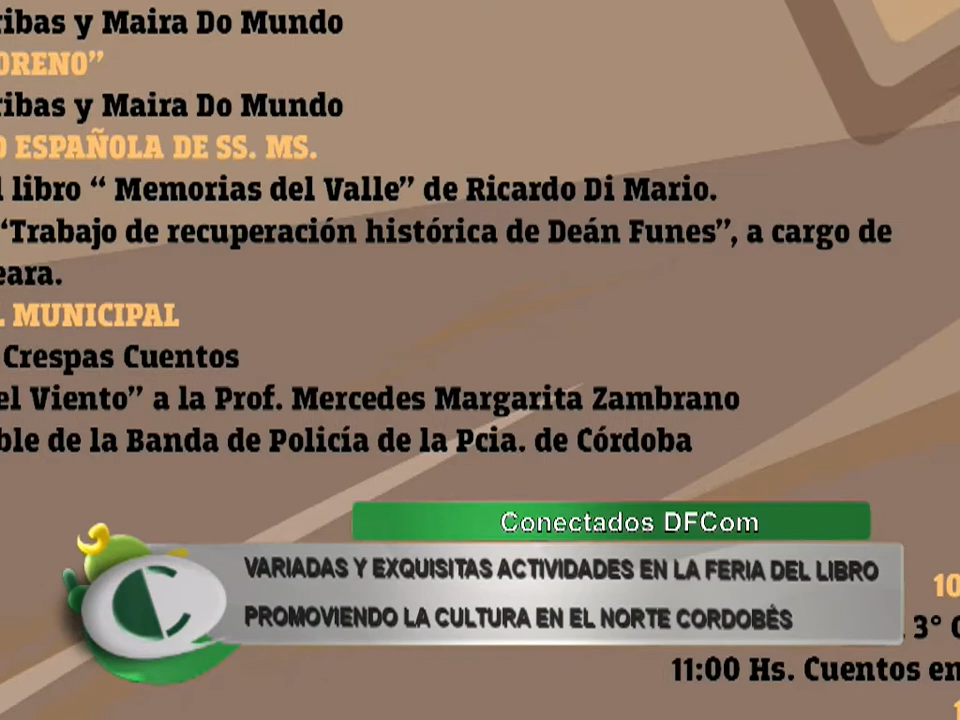 ribas y Maira Do Mundo
ORENO”
ribas y Maira Do Mundo
O ESPAÑOLA DE SS. MS.
l libro “ Memorias del Valle” de Ricardo Di Mario.
“Trabajo de recuperación histórica de Deán Funes”, a cargo de
eara.
MUNICIPAL
Crespas Cuentos
el Viento” a la Prof. Mercedes Margarita Zambrano
ble de la Banda de Policía de la Pcia. de Córdoba
Conectados DFCom
VARIADAS Y EXQUISITAS ACTIVIDADES EN LA FERIA DEL LIBRO
PROMOVIENDO LA CULTURA EN EL NORTE CORDOBÉS
C
10
3°
11:00 Hs. Cuentos en